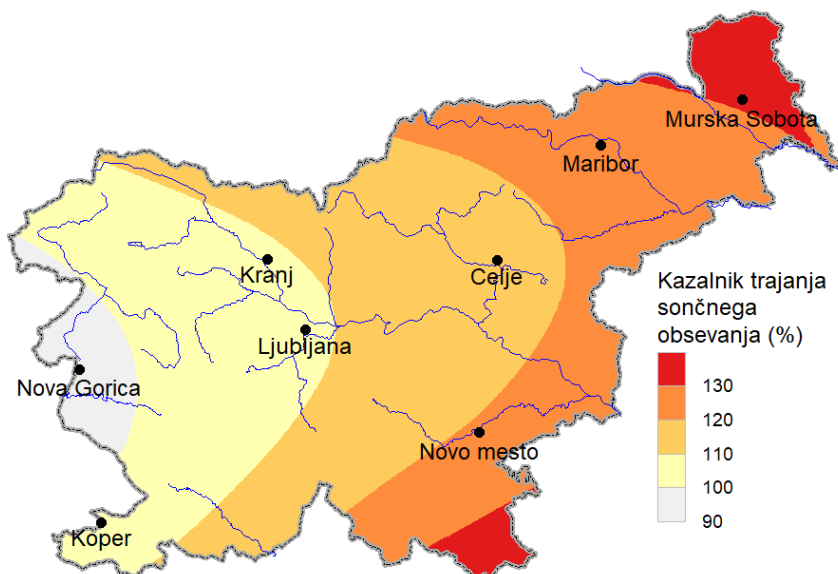 Murska Sobota
Maribor
Kranj
Celje
Ljubljana
Nova Gorica
Novo mesto
Koper
Kazalnik trajanja
sončnega
obsevanja (%)
130
120
110
100
90